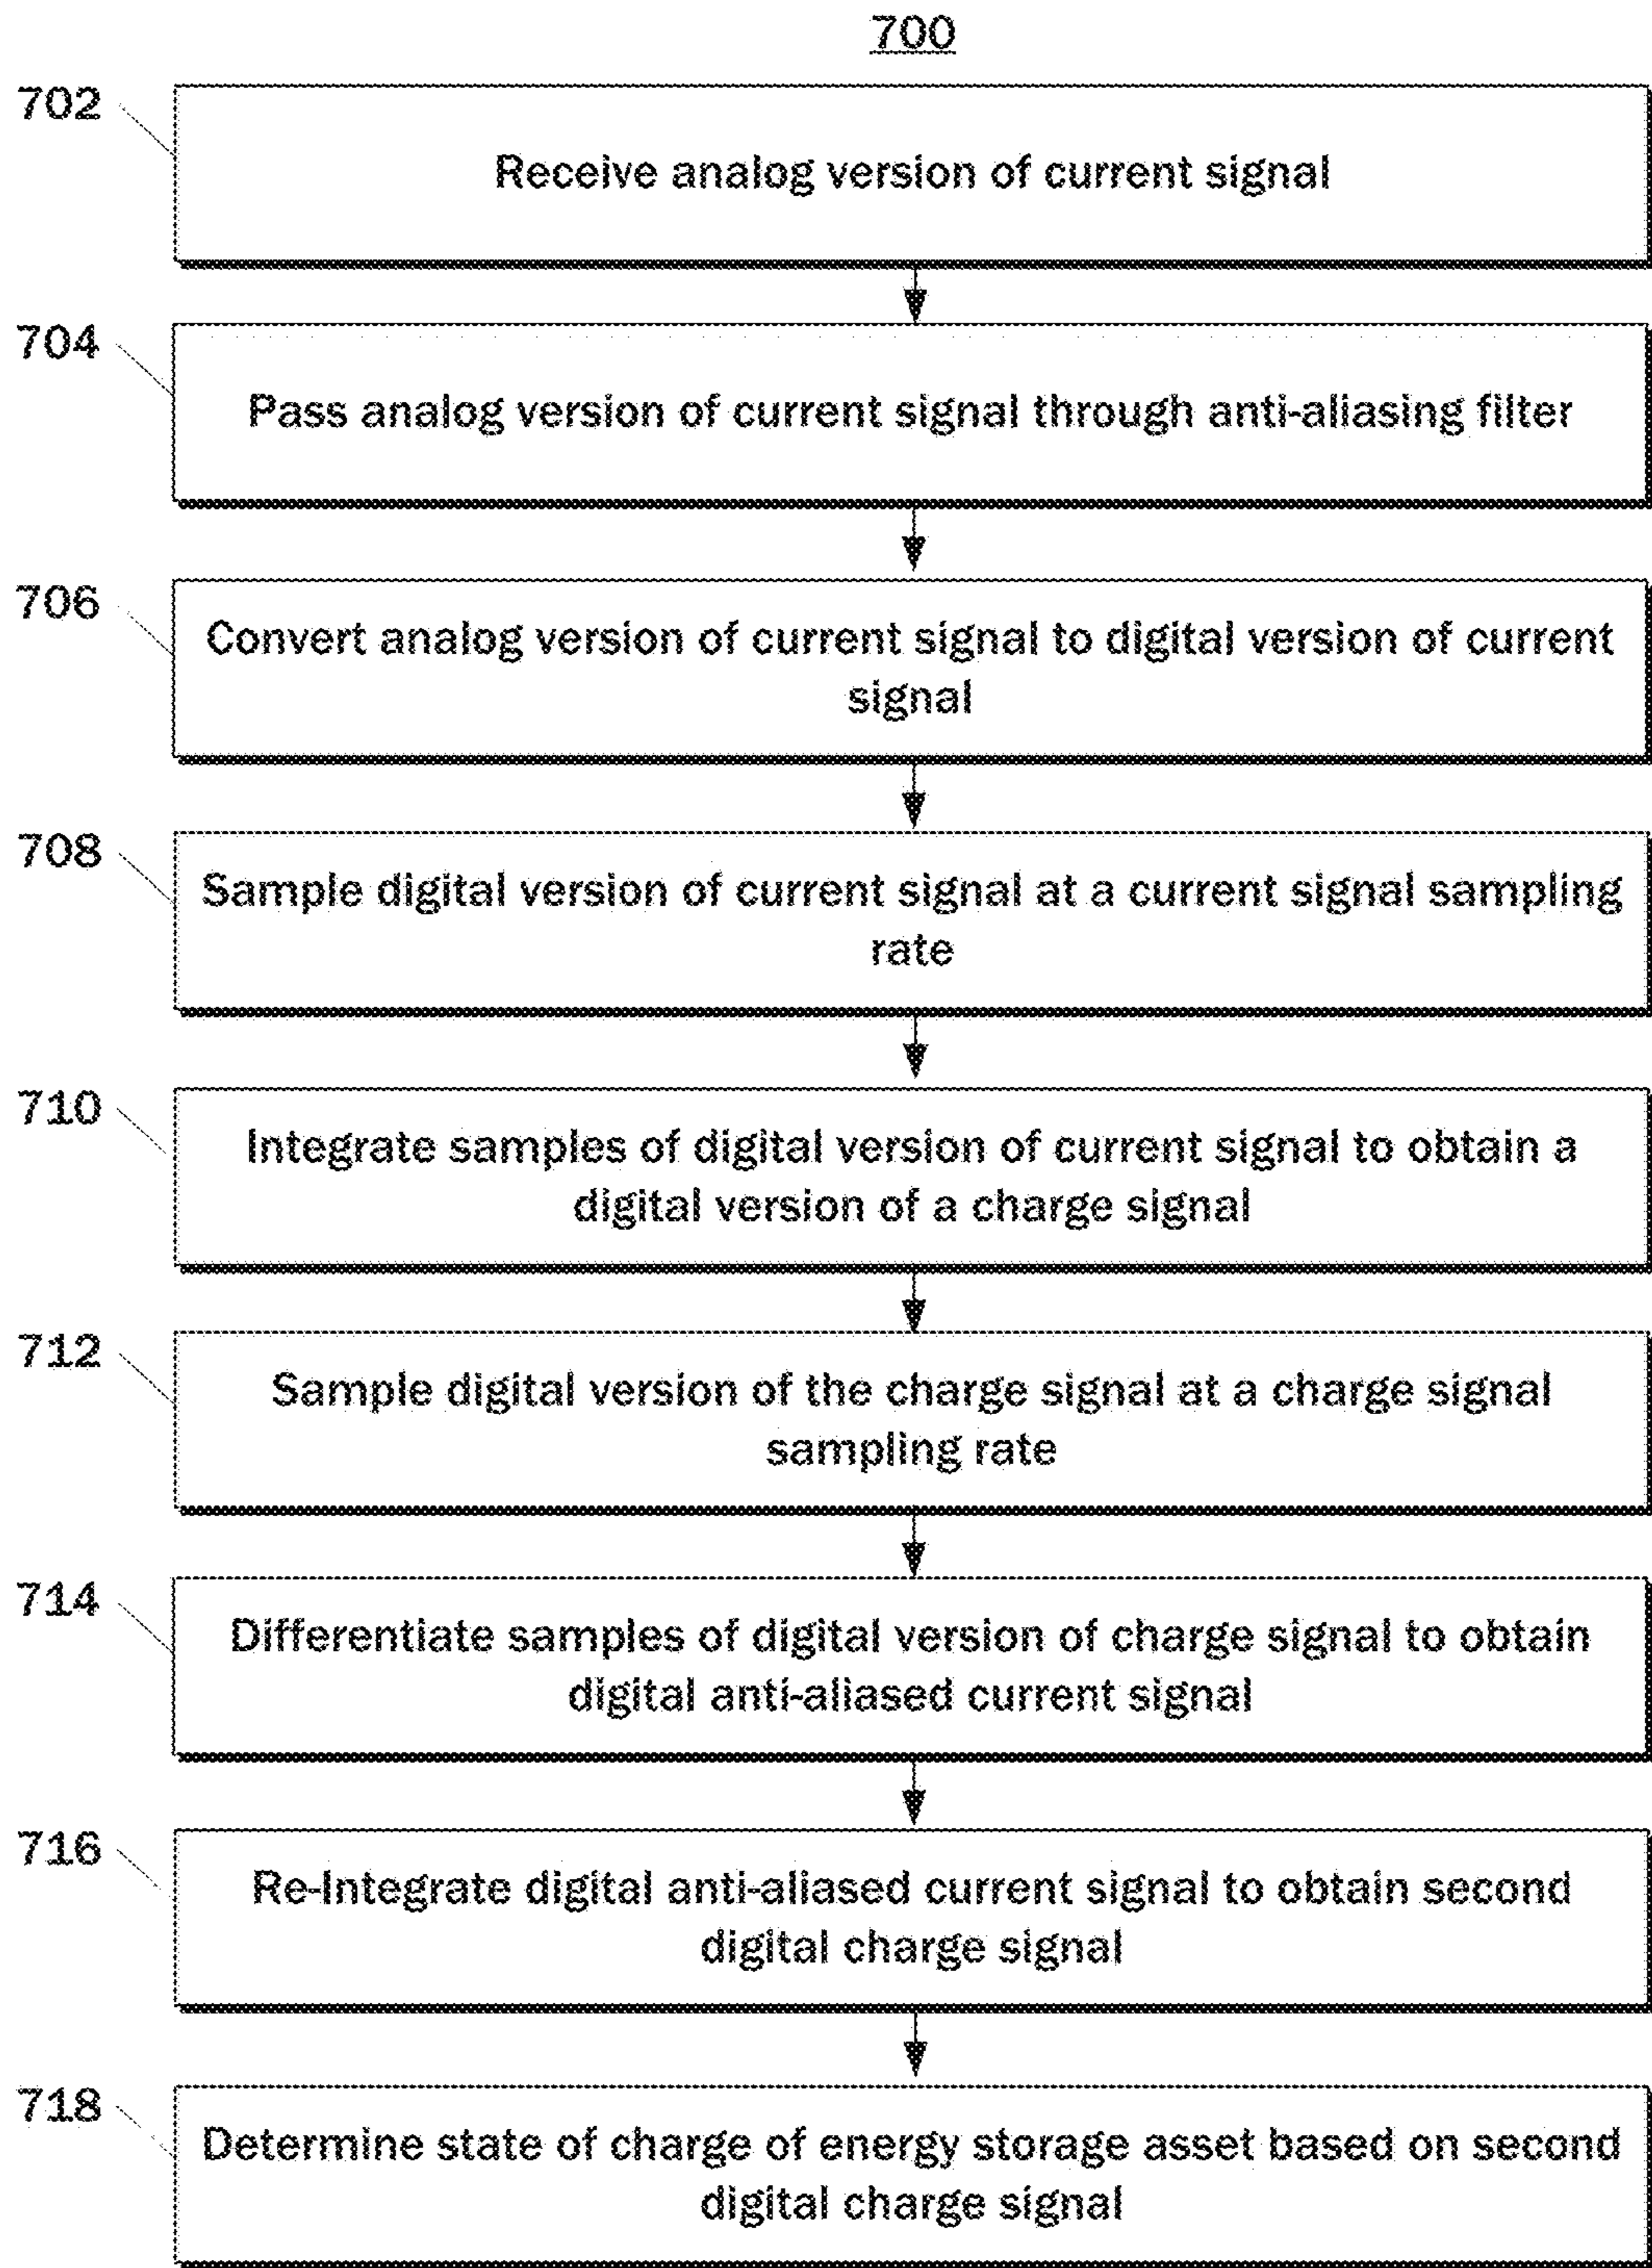 700
702
Receive analog version of current signal
704
Pass analog version of current signal through anti-aliasing filter
706
Convert analog version of current signal to digital version of current
signal
708
Sample digital version of current signal at a current signal sampling
rate
710
Integrate samples of digital version of current signal to obtain a
digital version of a charge signal
712
Sample digital version of the charge signal at a charge signal
sampling rate
714
Differentiate samples of digital version of charge signal to obtain
digital anti-aliased current signal
716
Re-Integrate digital anti-aliased current signal to obtain second
digital charge signal
718
Determine state of charge of energy storage asset based on second
digital charge signal